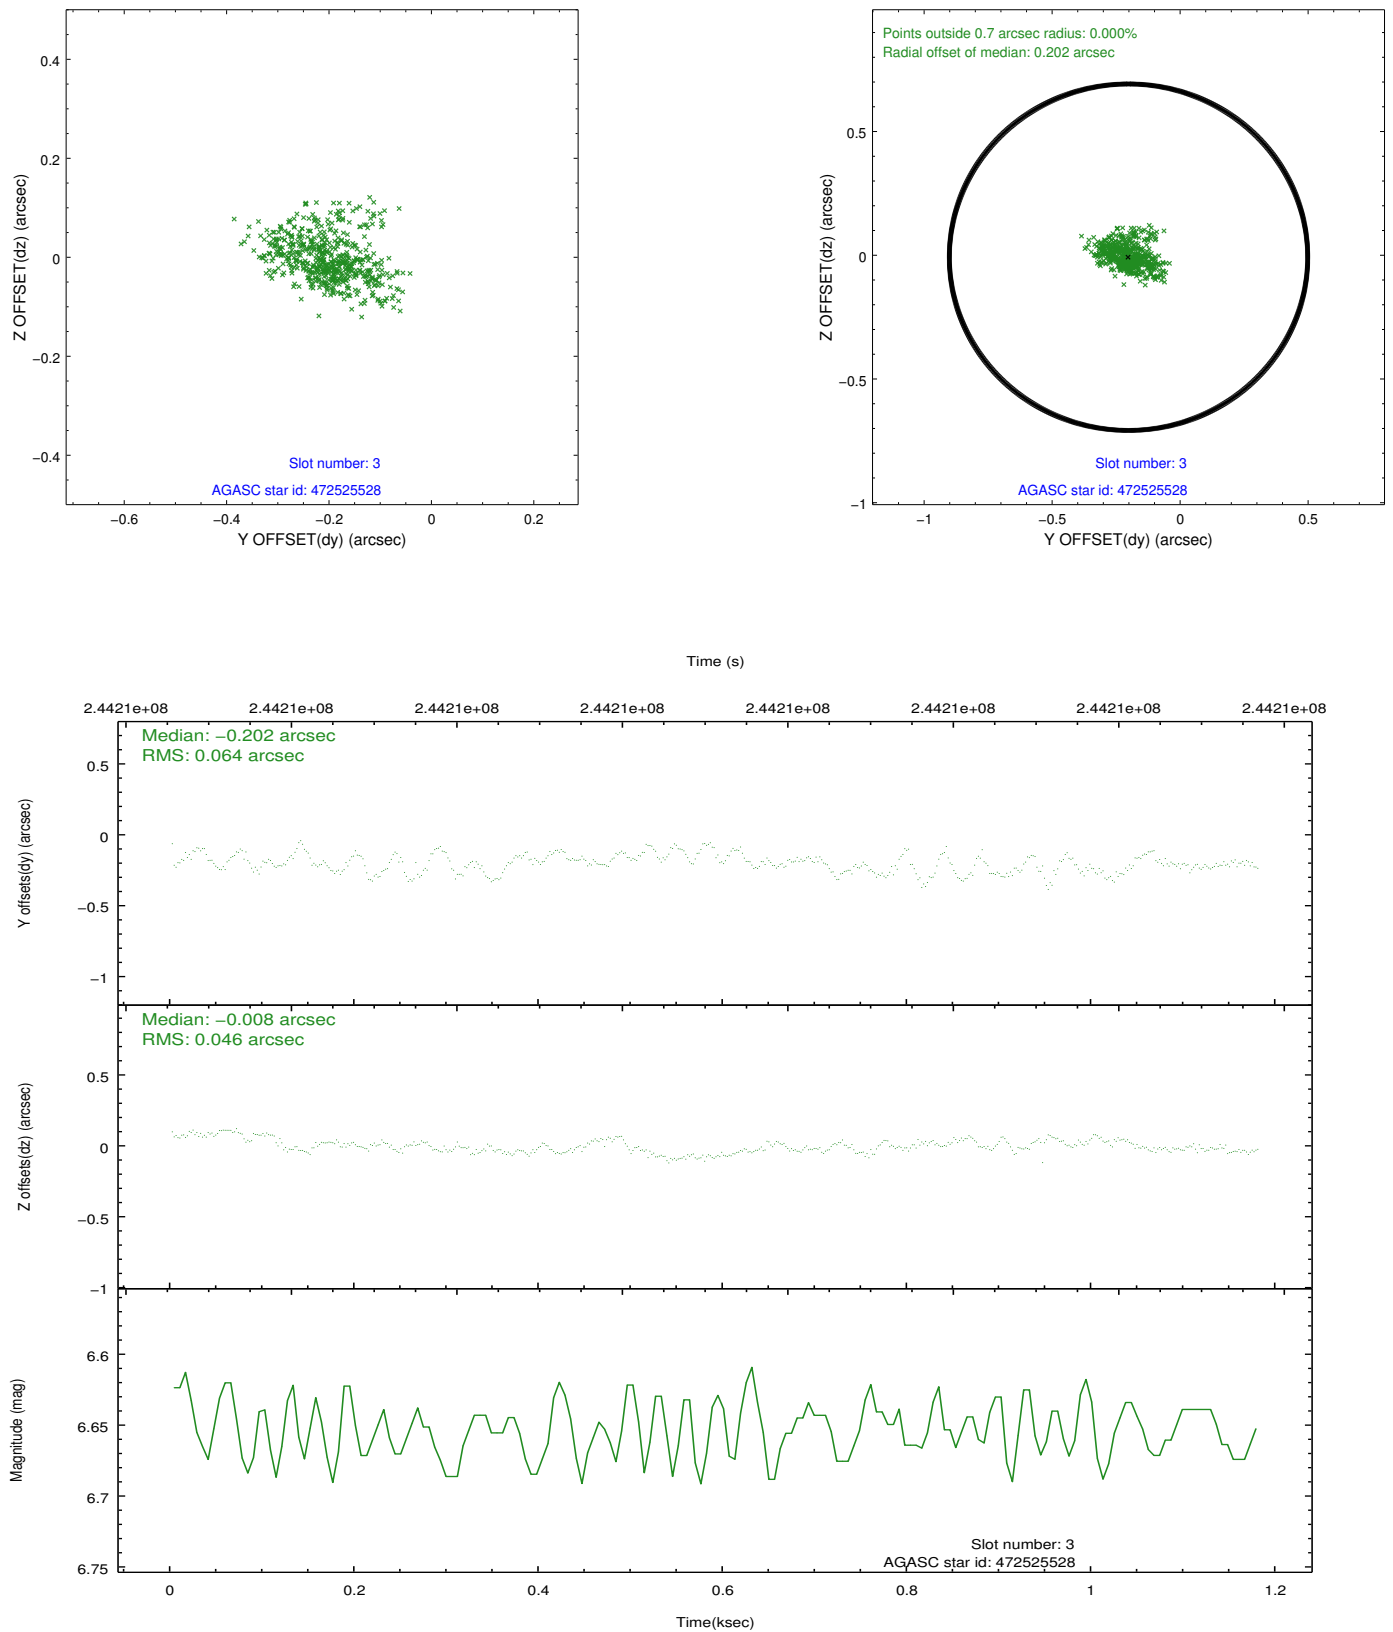 0.4
0.2
0
−0.2
−0.4
Z OFFSET(dz) (arcsec)
Slot number: 3
AGASC star id: 472525528
−0.6
−0.4
−0.2
0
0.2
Y OFFSET(dy) (arcsec)
Points outside 0.7 arcsec radius: 0.000%
Radial offset of median: 0.202 arcsec
0.5
0
−0.5
−1
Z OFFSET(dz) (arcsec)
Slot number: 3
AGASC star id: 472525528
−1
−0.5
0
0.5
Y OFFSET(dy) (arcsec)
Time (s)
2.4421e+08
2.4421e+08
2.4421e+08
2.4421e+08
2.4421e+08
2.4421e+08
2.4421e+08
2.4421e+08
Median: −0.202 arcsec
RMS: 0.064 arcsec
0.5
0
−0.5
−1
Y offsets(dy) (arcsec)
Median: −0.008 arcsec
RMS: 0.046 arcsec
0.5
0
−0.5
−1
Z offsets(dz) (arcsec)
6.6
6.65
6.7
6.75
Magnitude (mag)
Slot number: 3
AGASC star id: 472525528
0
0.2
0.4
0.6
0.8
1
1.2
Time(ksec)